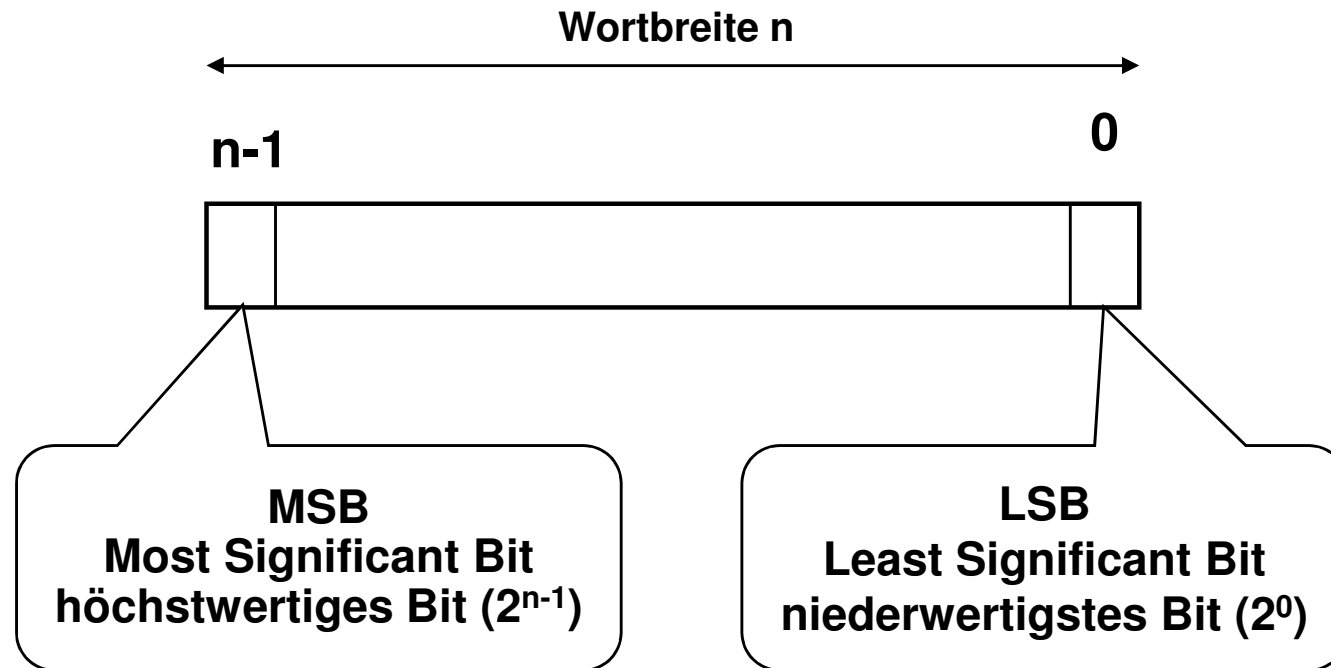 Wortbreite n
n-1
0
MSB
Most Significant Bit
höchstwertiges Bit (2ⁿ⁻¹)
LSB
Least Significant Bit
niederwertigstes Bit (2⁰)